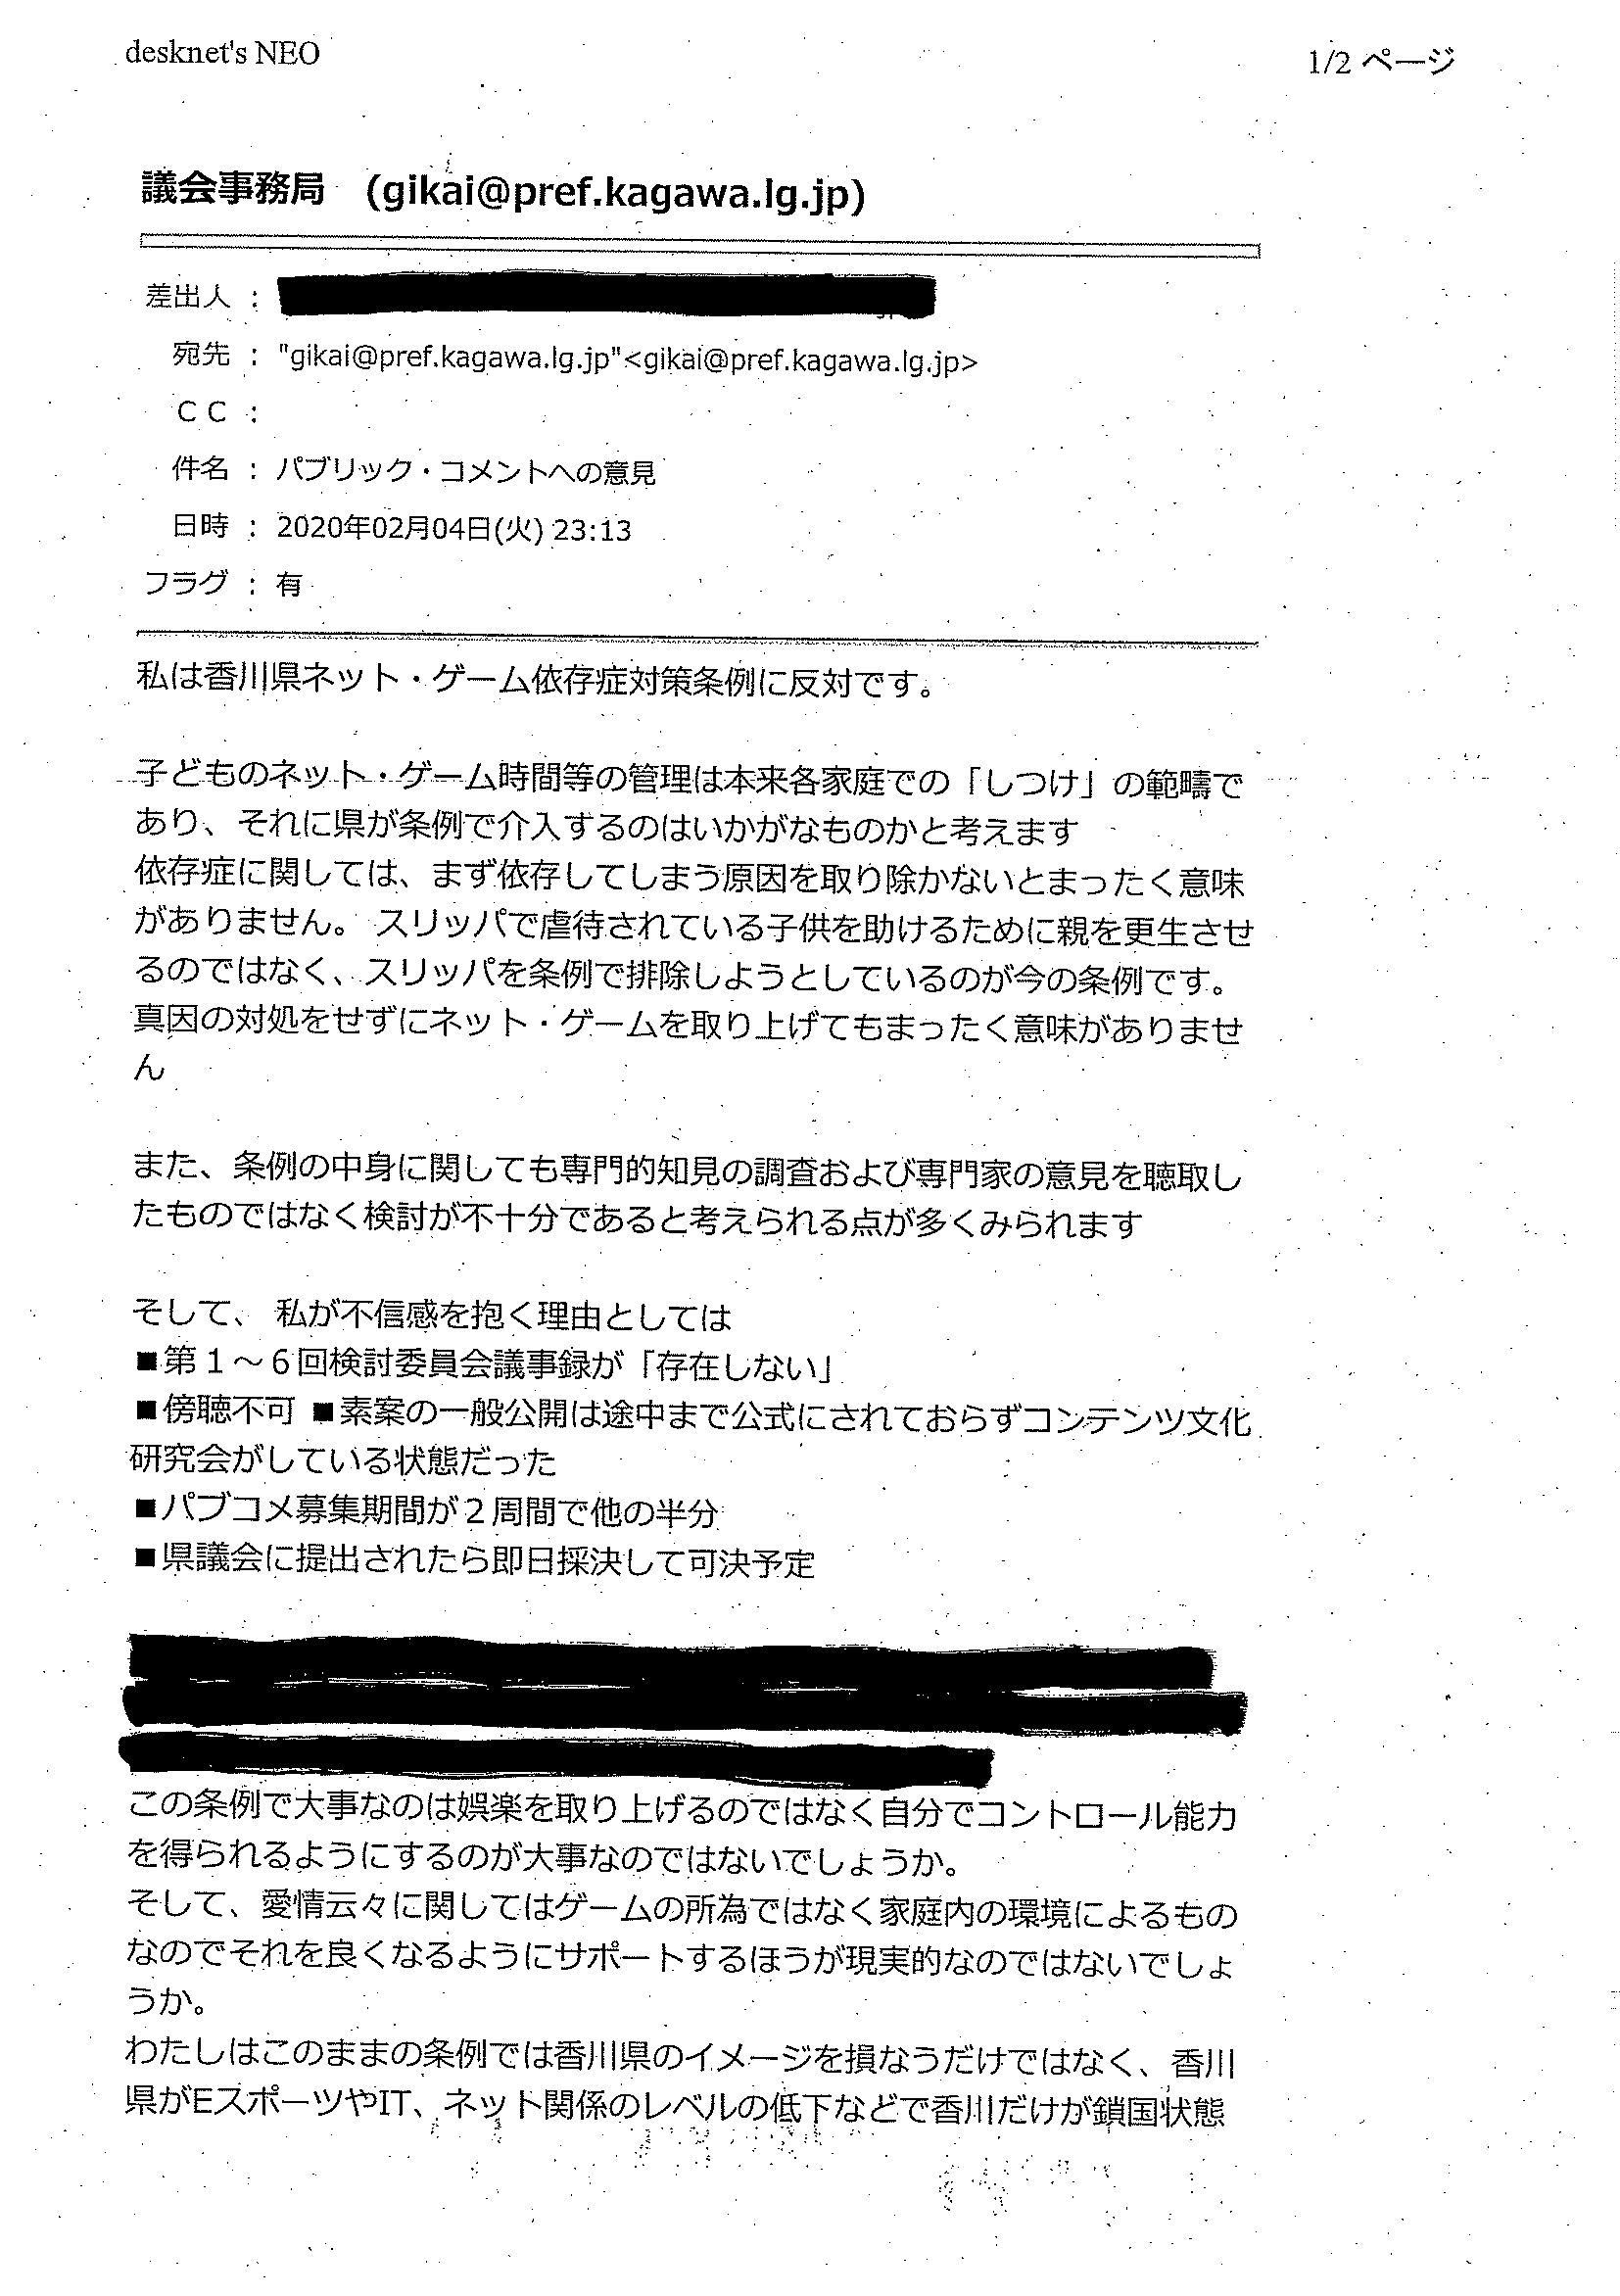 desknet's NEO
1/2 ページ
議会事務局　(gikai@pref.kagawa.lg.jp)
差出人 :
宛先 : "gikai@pref.kagawa.lg.jp"<gikai@pref.kagawa.lg.jp>
ＣＣ :
件名 : パブリック・コメントへの意見
日時 : 2020年02月04日(火) 23:13
フラグ : 有
私は香川県ネット・ゲーム依存症対策条例に反対です。
子どものネット・ゲーム時間等の管理は本来各家庭での「しつけ」の範疇で
あり、それに県が条例で介入するのはいかがなものかと考えます
依存症に関しては、まず依存してしまう原因を取り除かないとまったく意味
がありません。 スリッパで虐待されている子供を助けるために親を更生させ
るのではなく、スリッパを条例で排除しようとしているのが今の条例です。
真因の対処をせずにネット・ゲームを取り上げてもまったく意味がありませ
ん
また、条例の中身に関しても専門的知見の調査および専門家の意見を聴取し
たものではなく検討が不十分であると考えられる点が多くみられます
そして、 私が不信感を抱く理由としては
■第１～６回検討委員会議事録が「存在しない」
■傍聴不可 ■素案の一般公開は途中まで公式にされておらずコンテンツ文化
研究会がしている状態だった
■パブコメ募集期間が２周間で他の半分
■県議会に提出されたら即日採決して可決予定
この条例で大事なのは娯楽を取り上げるのではなく自分でコントロール能力
を得られるようにするのが大事なのではないでしょうか。
そして、愛情云々に関してはゲームの所為ではなく家庭内の環境によるもの
なのでそれを良くなるようにサポートするほうが現実的なのではないでしょ
うか。
わたしはこのままの条例では香川県のイメージを損なうだけではなく、香川
県がEスポーツやIT、ネット関係のレベルの低下などで香川だけが鎖国状態